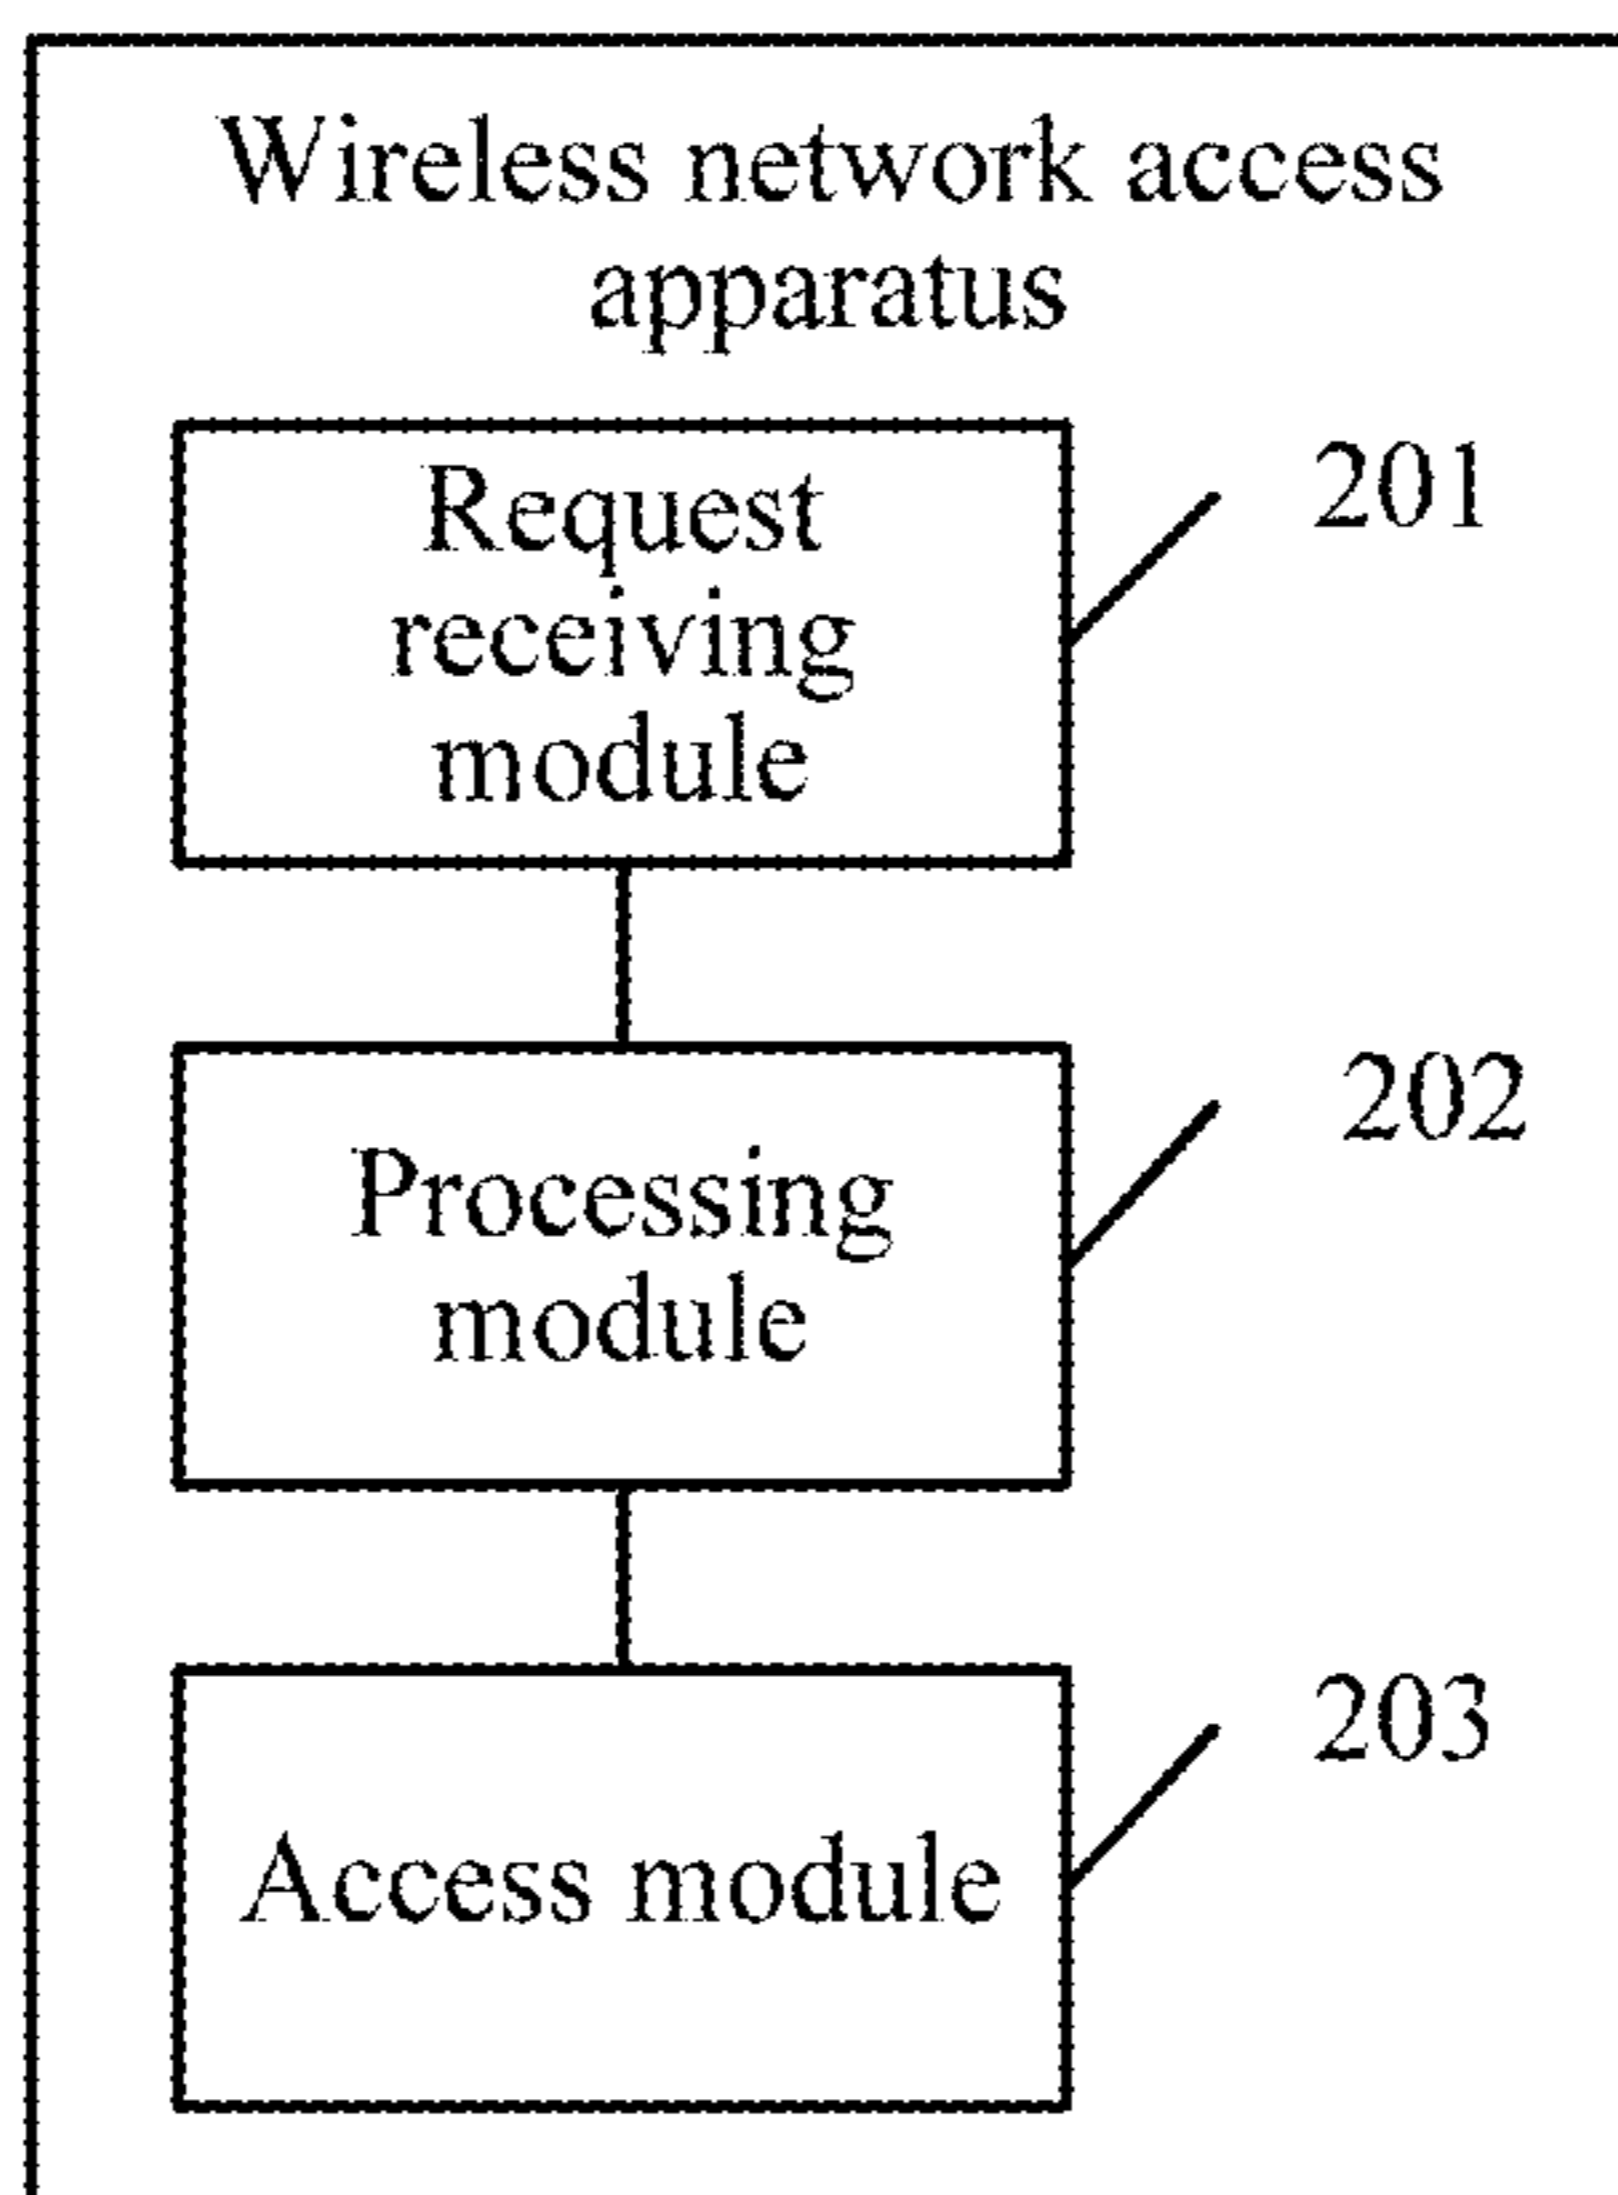 Wireless network access
apparatus
Request
receiving
module
201
Processing
module
202
Access module
203